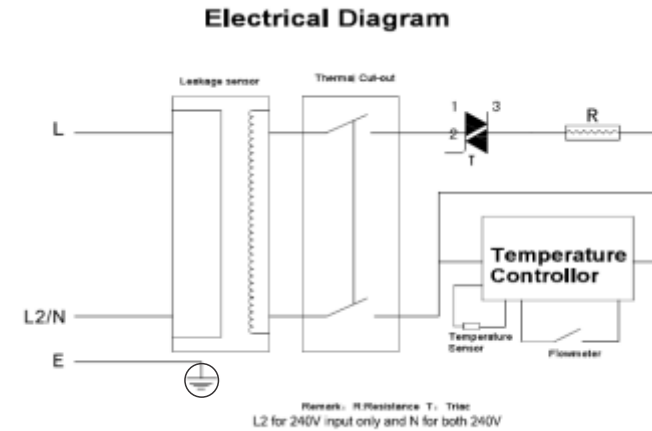 Electrical Diagram
Leakage sensor
Thermal Cut-out
L
1
3
2
T
R
Temperature
Controllor
L2/N
Temperature
Sensor
Flowmeter
E
Remark: R:Resistance T: Triac
L2 for 240V input only and N for both 240V